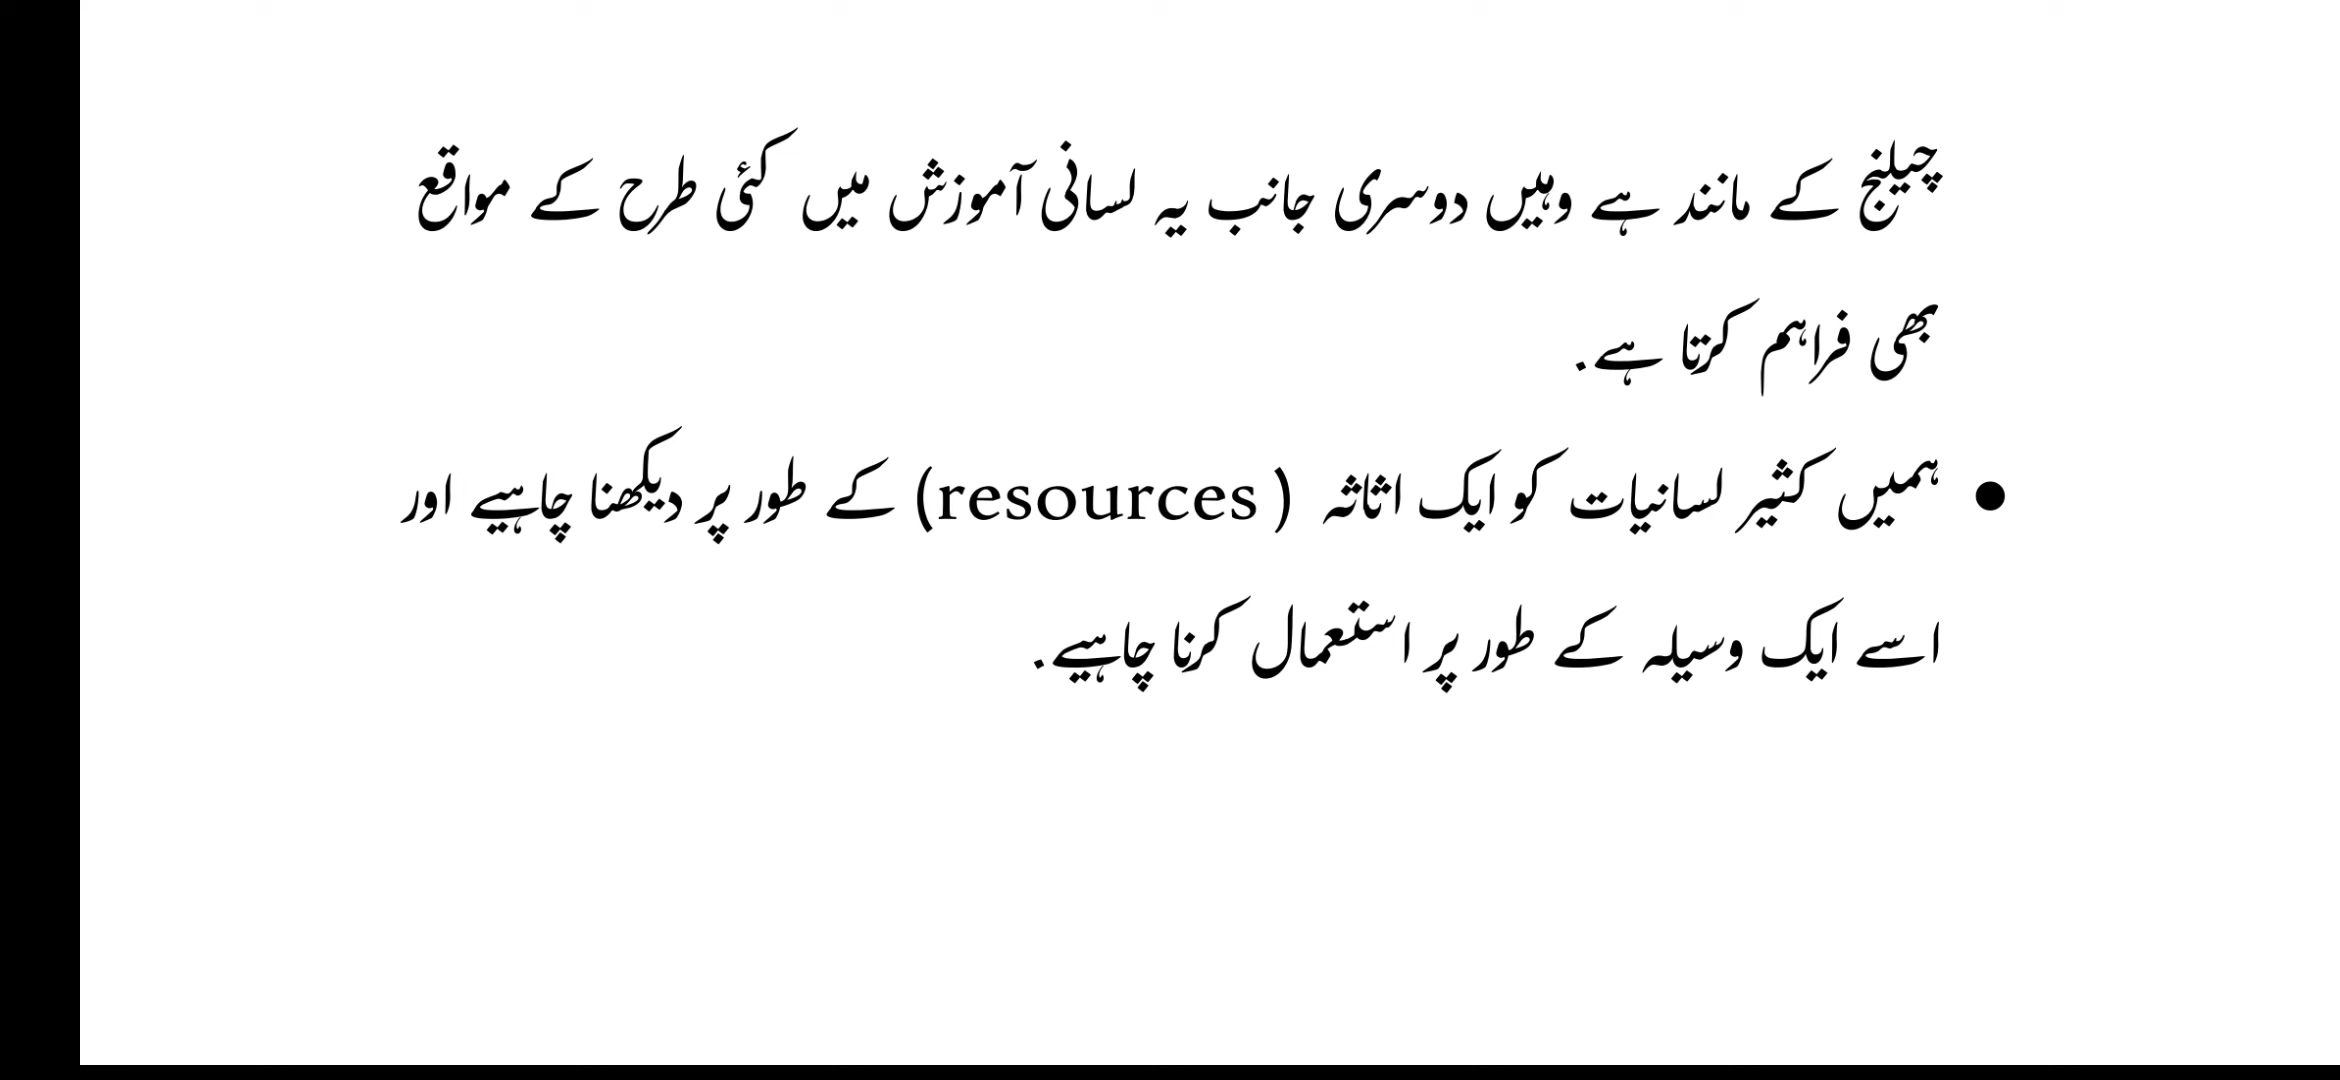 چیلنج کے مانند ہے وہیں دوسری جانب یہ لسانی آموزش میں کئی طرح کے مواقع
بھی فراہم کرتا ہے.
● ہمیں کثیر لسانیات کو ایک اثاثہ ( resources) کے طور پر دیکھنا چاہیے اور
اسے ایک وسیلہ کے طور پر استعمال کرنا چاہیے.